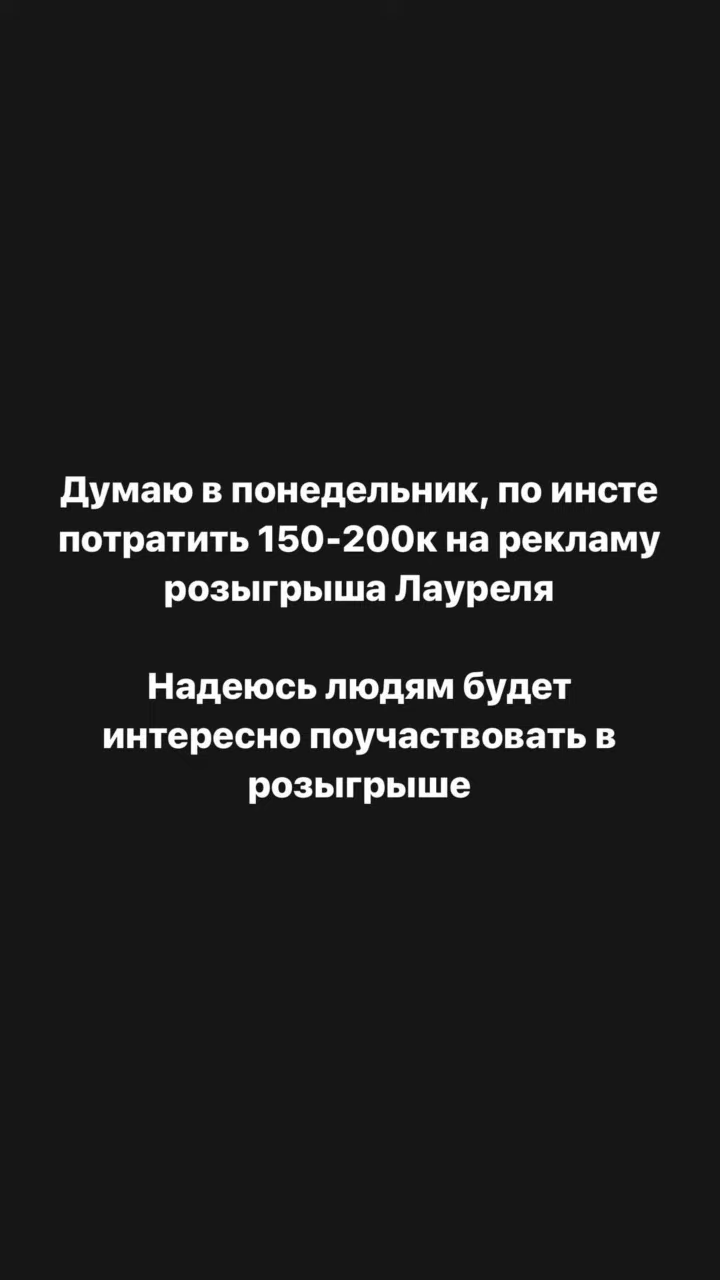 Думаю в понедельник, по инсте
потратить 150-200к на рекламу
розыгрыша Лауреля
Надеюсь людям будет
интересно поучаствовать в
розыгрыше